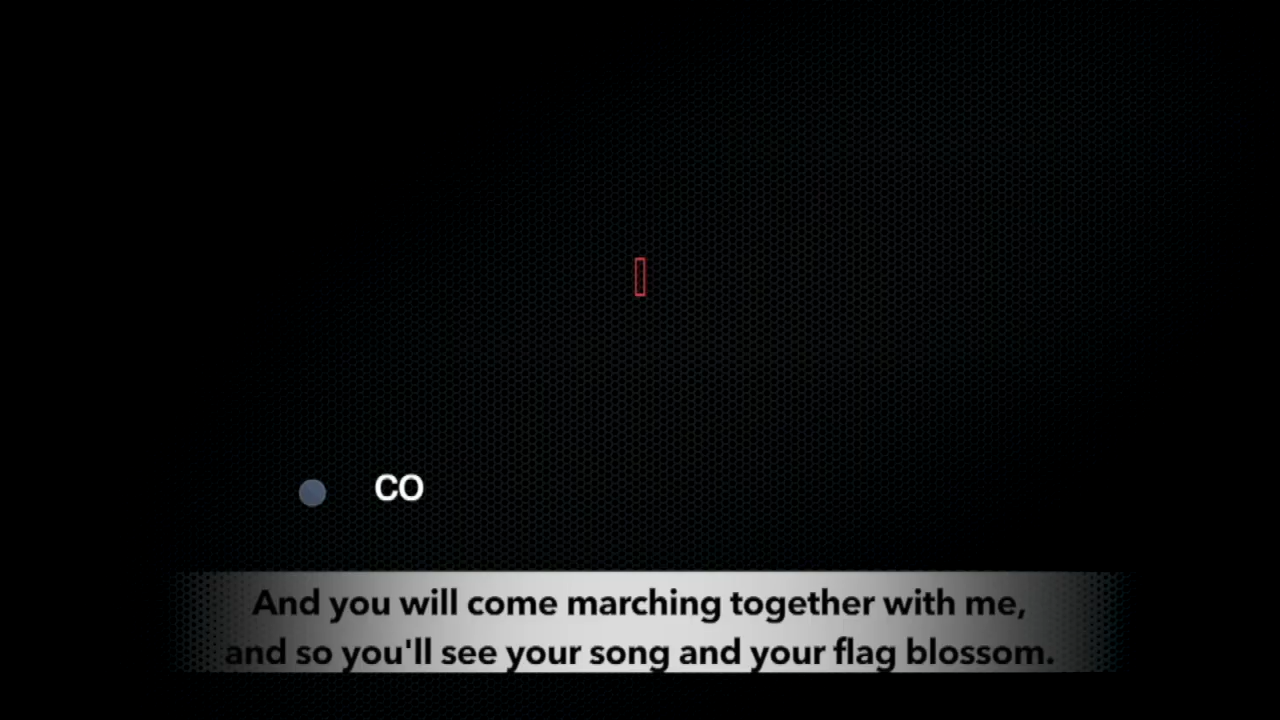 CO
And you will come marching together with me,
and so you'll see your song and your flag blossom.